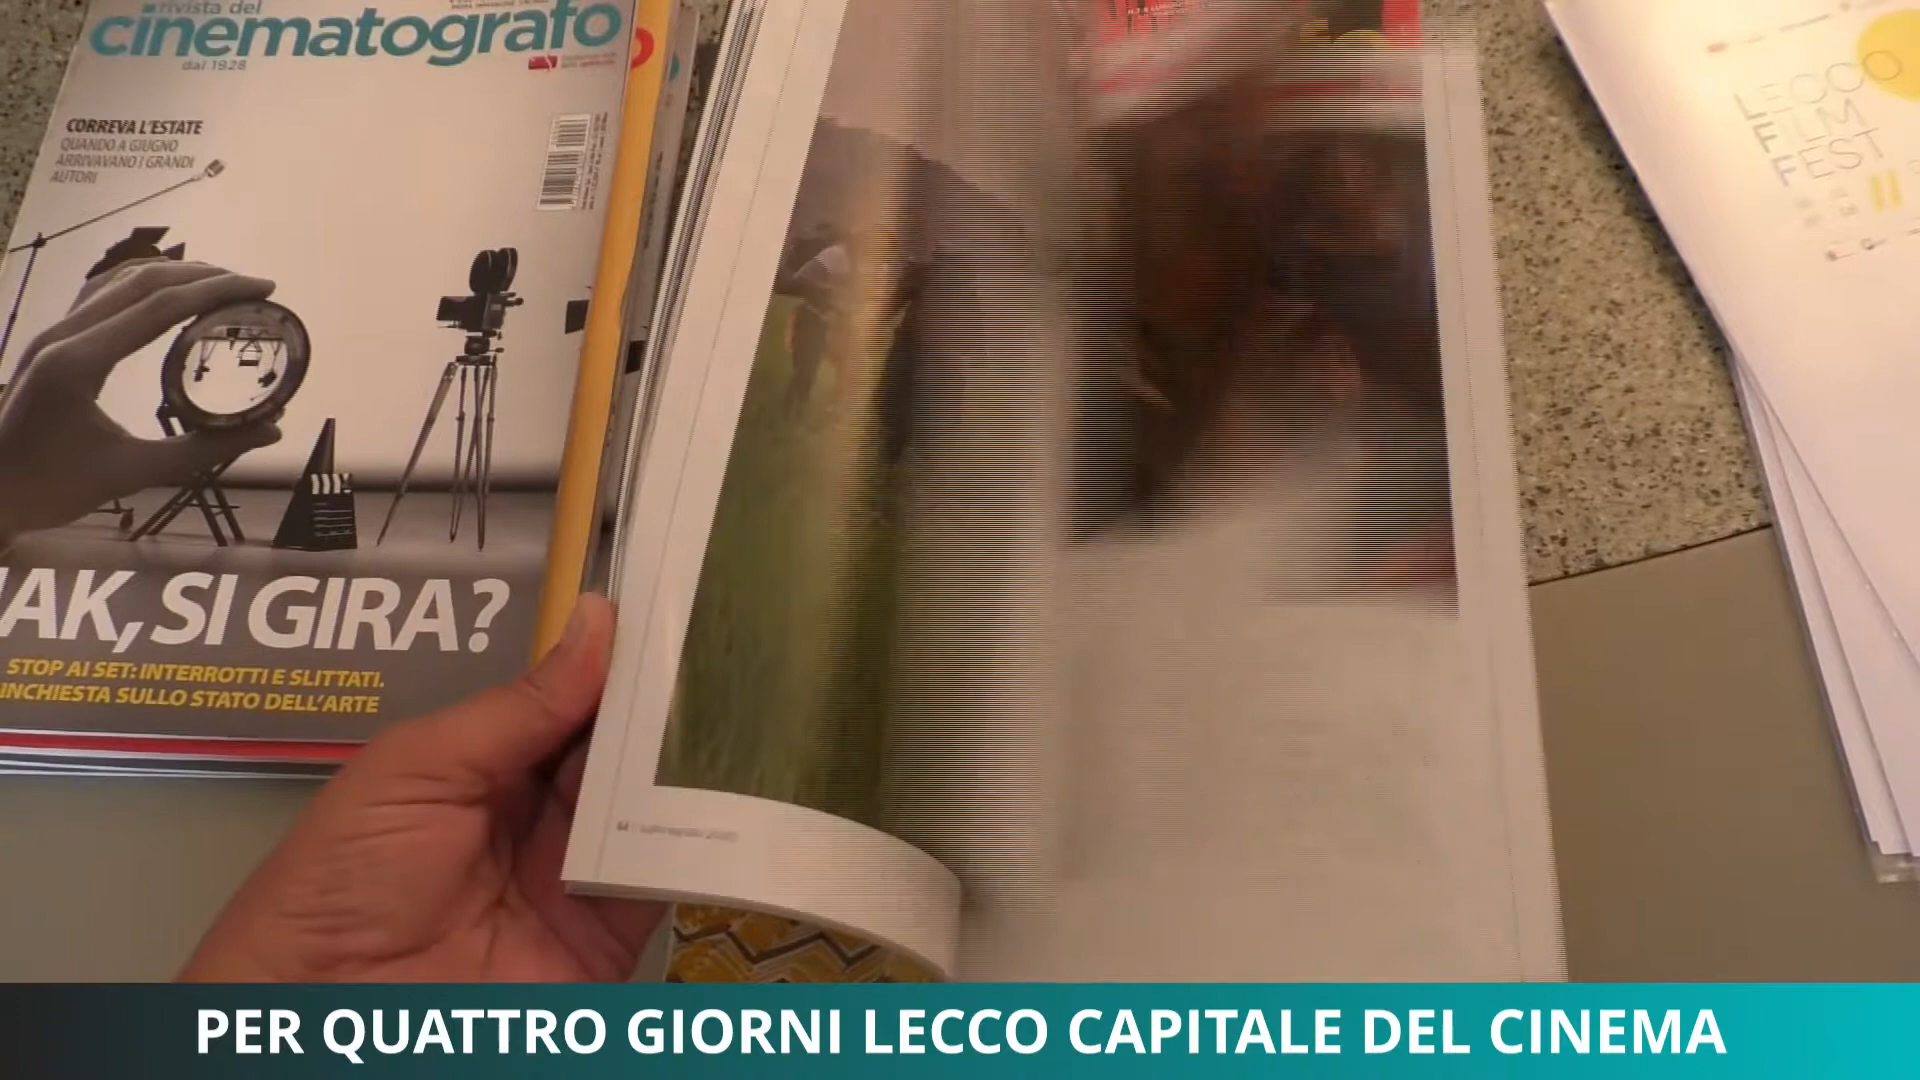 rivista del
cinematografo
dal 1928
CORREVA L'ESTATE
QUANDO A GIUGNO
ARRIVAVANO I GRANDI
AUTORI
IAK, SI GIRA?
STOP AI SET: INTERROTTI E SLITTATI.
INCHIESTA SULLO STATO DELL'ARTE
LECCO
FILM
FEST
PER QUATTRO GIORNI LECCO CAPITALE DEL CINEMA